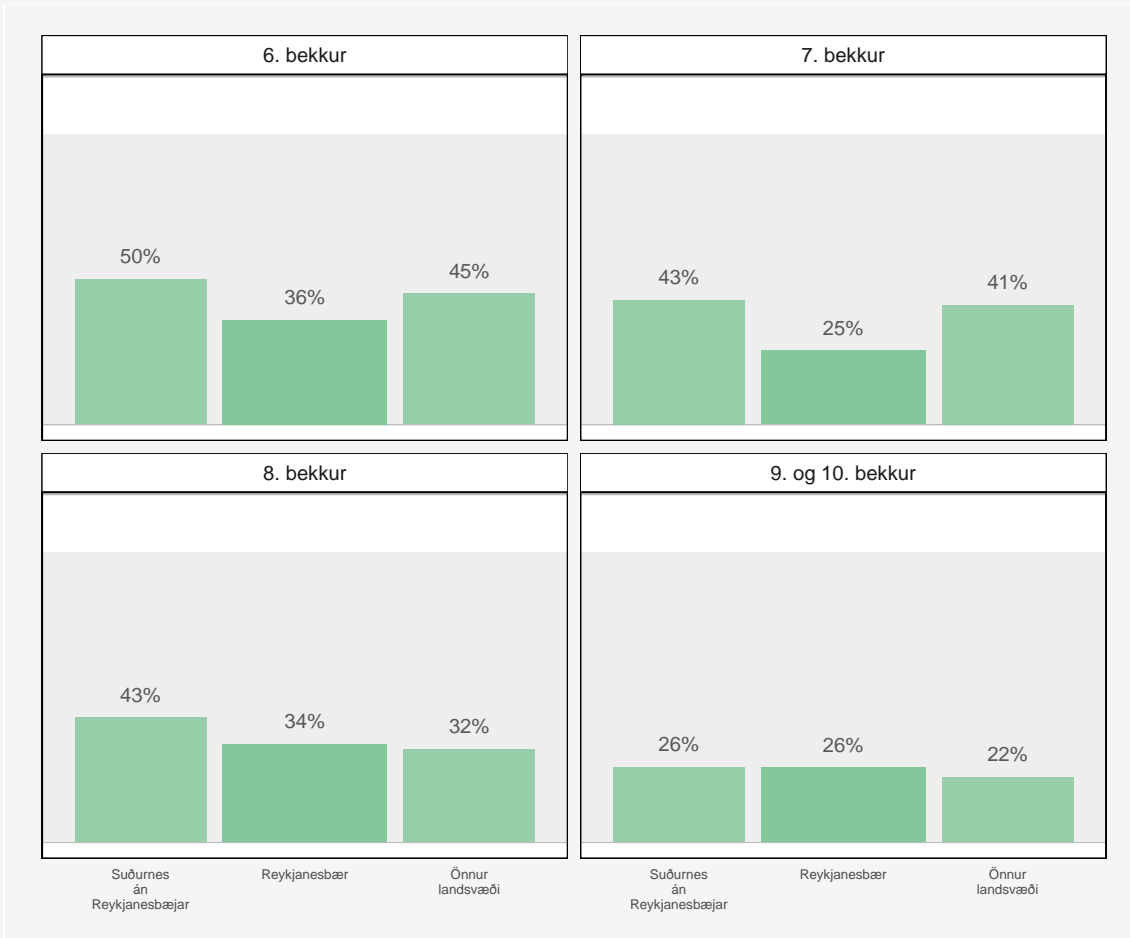 6. bekkur
50%
36%
45%
7. bekkur
43%
25%
41%
8. bekkur
43%
34%
32%
Suðurnes
án
Reykjanesbæjar
Reykjanesbær
Önnur
landsvæði
9. og 10. bekkur
26%
26%
22%
Suðurnes
án
Reykjanesbæjar
Reykjanesbær
Önnur
landsvæði